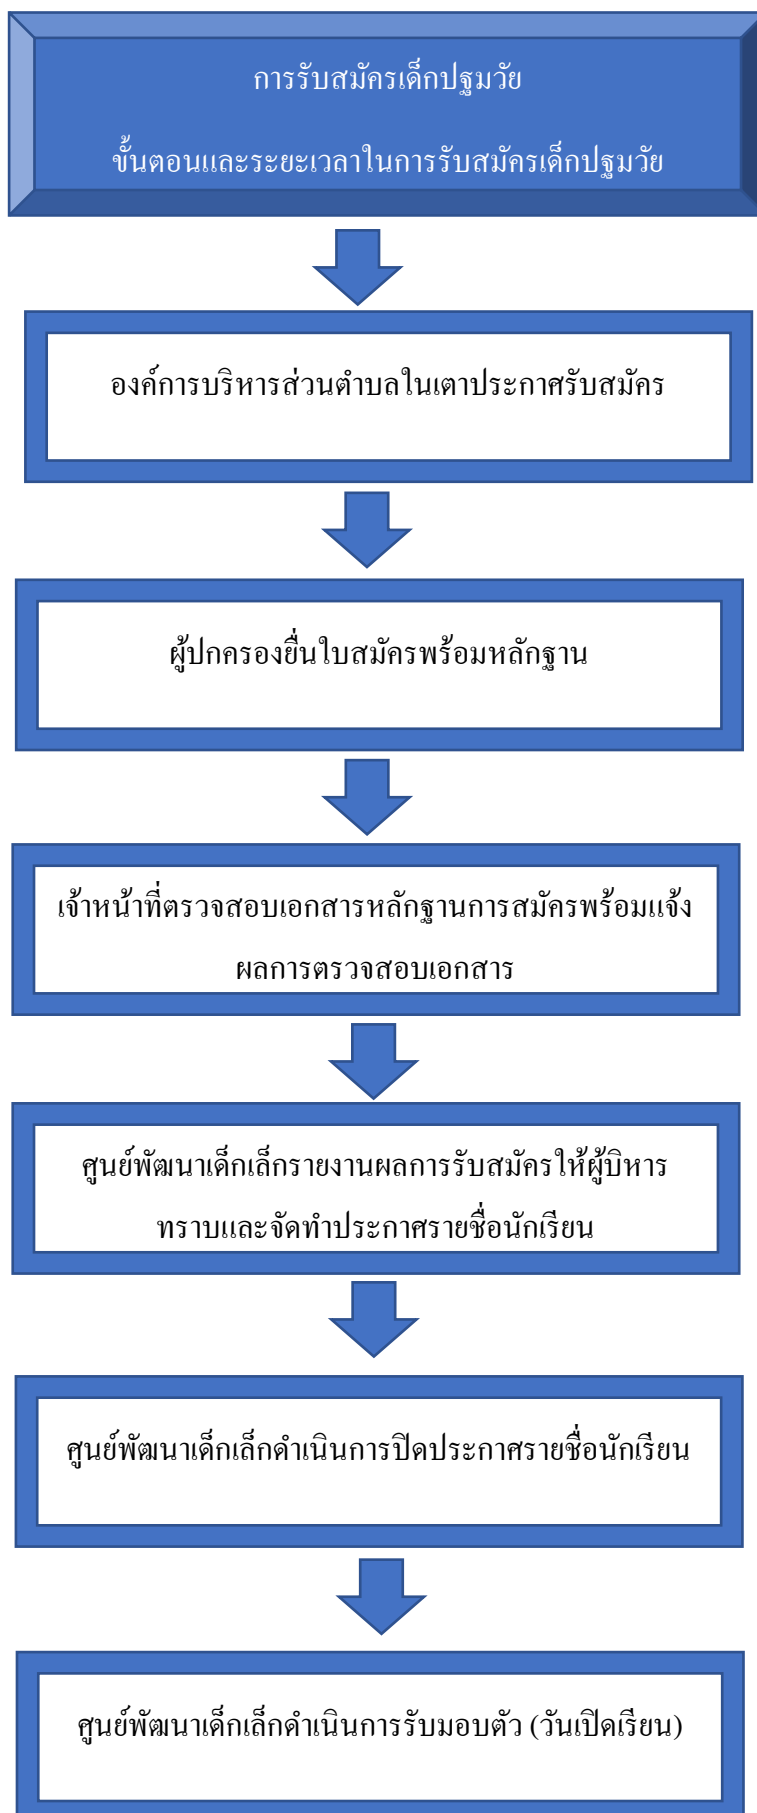 การรับสมัครเด็กปฐมวัย
ขั้นตอนและระยะเวลาในการรับสมัครเด็กปฐมวัย
องค์การบริหารส่วนตำบลในเตาประกาศรับสมัคร
ผู้ปกครองยื่นใบสมัครพร้อมหลักฐาน
เจ้าหน้าที่ตรวจสอบเอกสารหลักฐานการสมัครพร้อมแจ้ง
ผลการตรวจสอบเอกสาร
ศูนย์พัฒนาเด็กเล็กรายงานผลการรับสมัครให้ผู้บิหาร
ทราบและจัดทำประกาศรายชื่อนักเรียน
ศูนย์พัฒนาเด็กเล็กดำเนินการปิดประกาศรายชื่อนักเรียน
ศูนย์พัฒนาเด็กเล็กดำเนินการรับมอบตัว (วันเปิดเรียน)